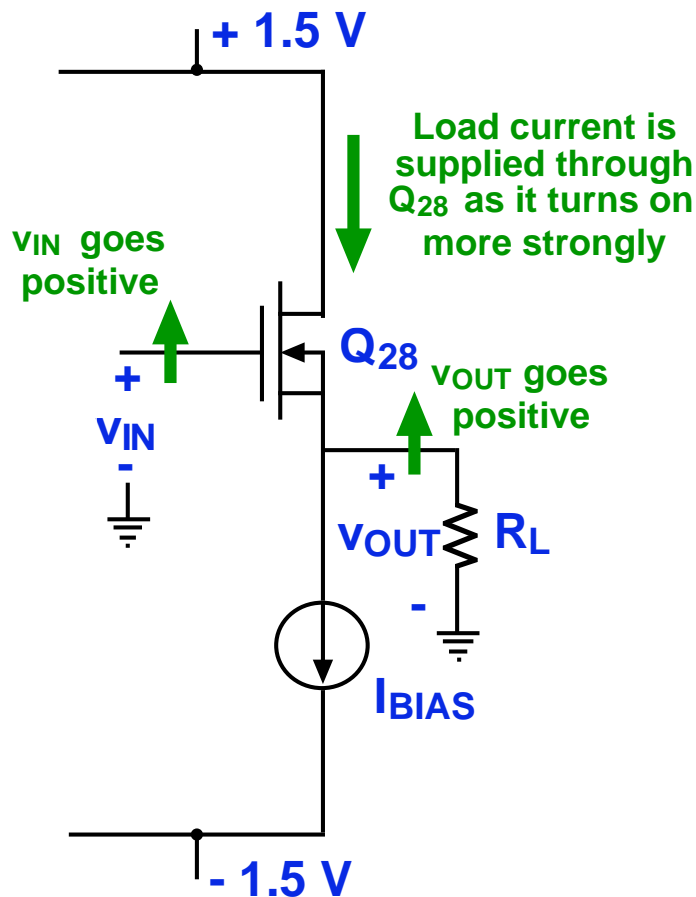 + 1.5 V
Load current is
supplied through
Q28 as it turns on
more strongly
vIN goes
positive
Q28
vOUT goes
positive
+
vIN
-
+
vOUT
-
RL
IBIAS
- 1.5 V